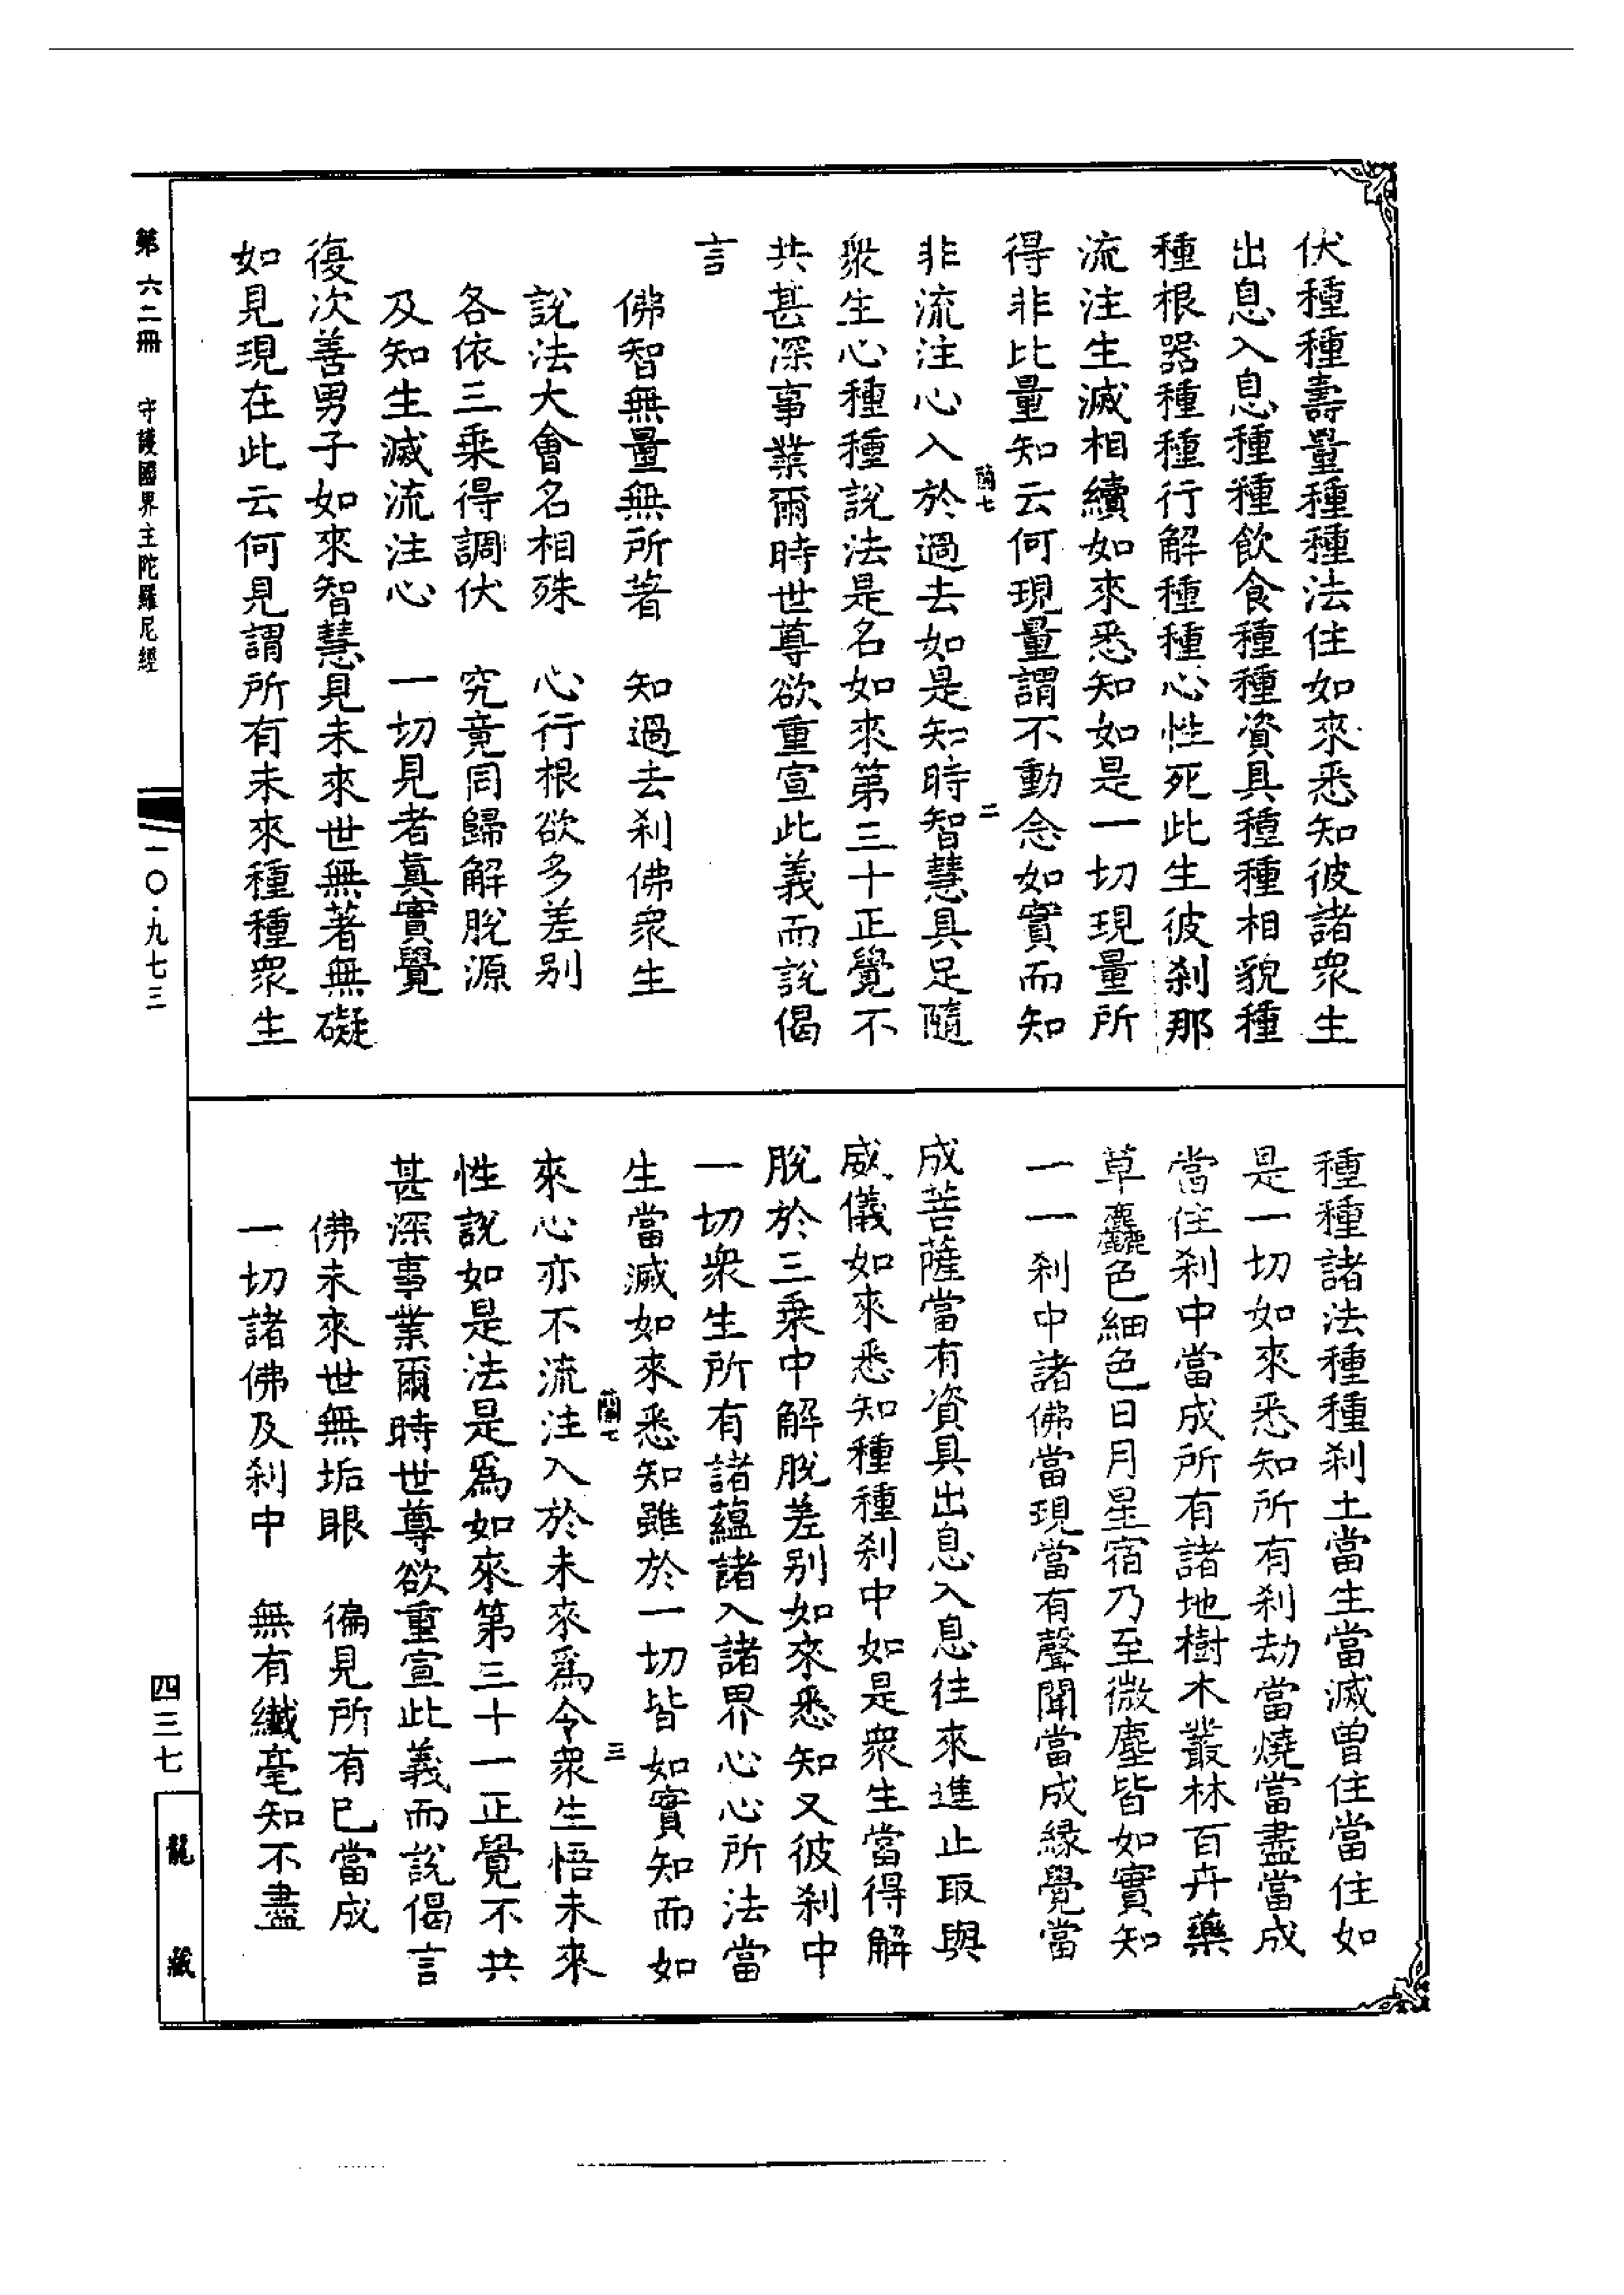 伏種種壽量種種法住如來悉知彼諸衆生
出息入息種種飲食種種資具種種相貌種
種根器種種行解種種心性死此生彼刹那
流注生滅相續如來悉知如是一切現量所
得非比量知云何現量謂不動念如實而知
非流注心入於過去如是知時智慧具足隨
衆生心種種說法是名如來第三十正覺不
共甚深事業爾時世尊欲重宣此義而說偈
言
佛智無量無所著　知過去刹佛衆生
說法大會名相殊　心行根欲多差别
各依三乘得調伏　究竟同歸解脫源
及知生滅流注心　一切見者眞實覺
復次善男子如來智慧見未來世無著無礙
如見現在此云何見謂所有未來種種衆生
蘭七
二
種種諸法種種刹土當生當滅曾住當住如
是一切如來悉知所有刹劫當燒當盡當成
當住刹中當成所有諸地樹木叢林百卉藥
草麤色細色日月星宿乃至微塵皆如實知
一一刹中諸佛當現當有聲聞當成緣覺當
成菩薩當有資具出息入息往來進止取與
威儀如來悉知種種刹中如是衆生當得解
脫於三乘中解脫差别如來悉知又彼刹中
一切衆生所有諸蘊諸入諸界心心所法當
生當滅如來悉知雖於一切皆如實知而如
來心亦不流注入於未來爲令衆生悟未來
性說如是法是爲如來第三十一正覺不共
甚深事業爾時世尊欲重宣此義而說偈言
佛未來世無垢眼　徧見所有已當成
一切諸佛及刹中　無有纖毫知不盡
蘭七
三
第六二冊　守護國界主陀羅尼經
一〇·九七三
四三七
龍藏